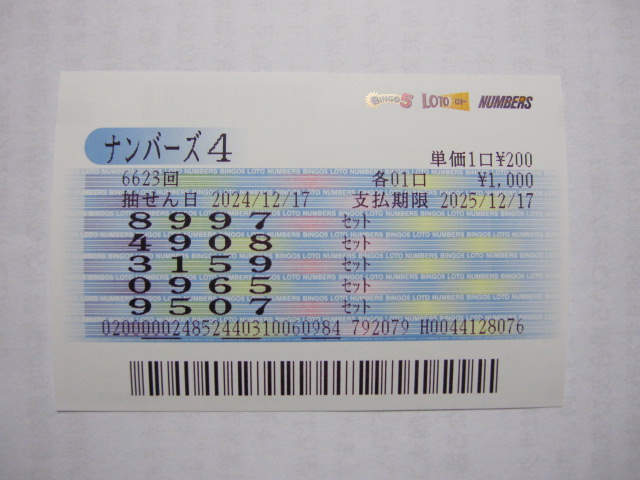 BINGO5 LOTO NUMBERS
ナンバーズ4 単価1口¥200
6623回 各01口 ¥1,000
抽せん日 2024/12/17 支払期限 2025/12/17
8997 セット
4908 セット
3159 セット
0965 セット
9507 セット
020000024852440310060984 792079 H0044128076